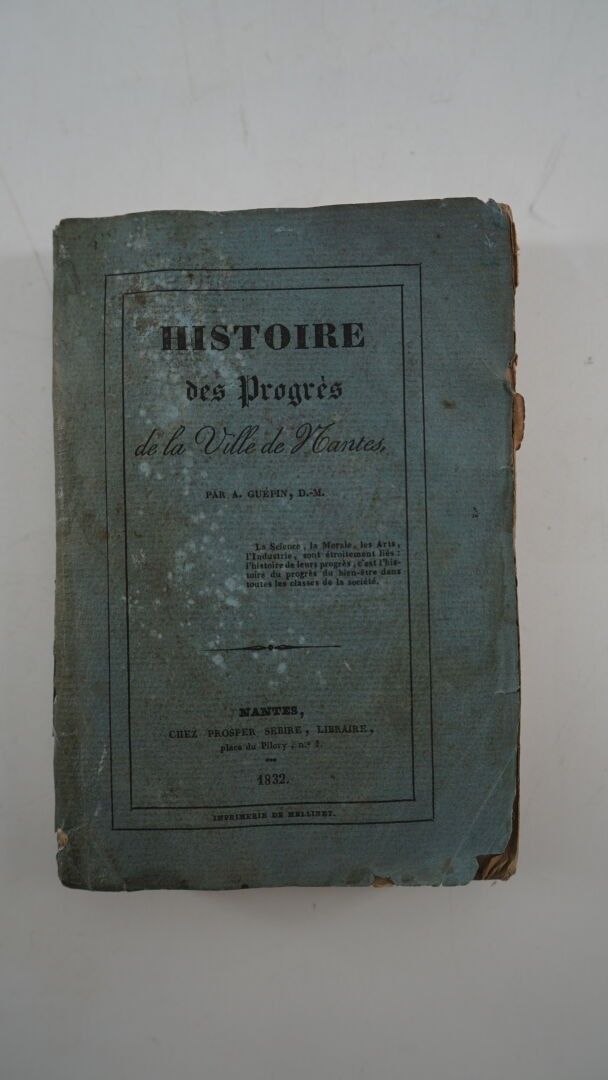 HISTOIRE
des Progrès
de la Ville de Nantes,
PAR A. GUÉPIN, D.-M.
La Science, la Morale, les Arts,
l'Industrie, sont étroitement liés :
l'histoire de leurs progrès, c'est l'his-
toire du progrès du bien-être dans
toutes les classes de la société.
NANTES,
CHEZ PROSPER SEBIRE, LIBRAIRE,
place du Pilory, n.º
1832.
IMPRIMERIE DE MELLINET.